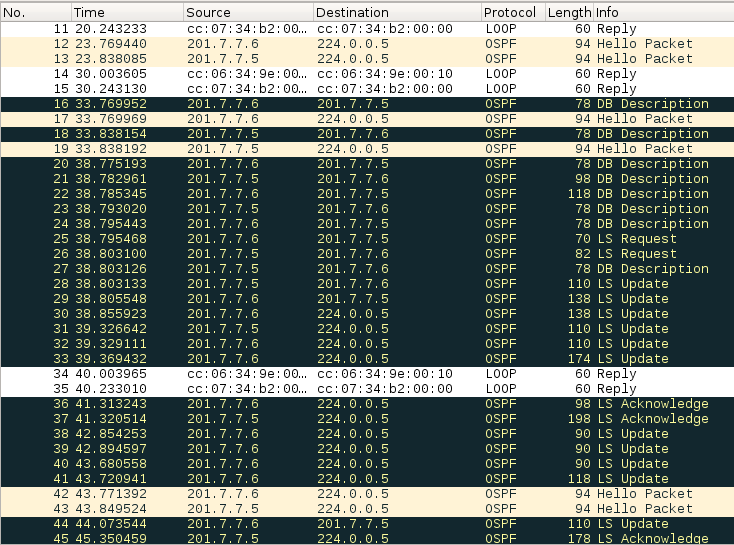 No. Time Source Destination Protocol Length Info
11 20.243233 cc:07:34:b2:00… cc:07:34:b2:00:00 LOOP 60 Reply
12 23.769440 201.7.7.6 224.0.0.5 OSPF 94 Hello Packet
13 23.838085 201.7.7.5 224.0.0.5 OSPF 94 Hello Packet
14 30.003605 cc:06:34:9e:00… cc:06:34:9e:00:10 LOOP 60 Reply
15 30.243130 cc:07:34:b2:00… cc:07:34:b2:00:00 LOOP 60 Reply
16 33.769952 201.7.7.6 201.7.7.5 OSPF 78 DB Description
17 33.769969 201.7.7.6 224.0.0.5 OSPF 94 Hello Packet
18 33.838154 201.7.7.5 201.7.7.6 OSPF 78 DB Description
19 33.838192 201.7.7.5 224.0.0.5 OSPF 94 Hello Packet
20 38.775193 201.7.7.6 201.7.7.5 OSPF 78 DB Description
21 38.782961 201.7.7.5 201.7.7.6 OSPF 98 DB Description
22 38.785345 201.7.7.6 201.7.7.5 OSPF 118 DB Description
23 38.793020 201.7.7.5 201.7.7.6 OSPF 78 DB Description
24 38.795443 201.7.7.6 201.7.7.5 OSPF 78 DB Description
25 38.795468 201.7.7.6 201.7.7.5 OSPF 70 LS Request
26 38.803100 201.7.7.5 201.7.7.6 OSPF 82 LS Request
27 38.803126 201.7.7.5 201.7.7.6 OSPF 78 DB Description
28 38.803133 201.7.7.5 201.7.7.6 OSPF 110 LS Update
29 38.805548 201.7.7.6 201.7.7.5 OSPF 138 LS Update
30 38.855923 201.7.7.5 224.0.0.5 OSPF 138 LS Update
31 39.326642 201.7.7.6 224.0.0.5 OSPF 110 LS Update
32 39.329111 201.7.7.6 224.0.0.5 OSPF 110 LS Update
33 39.369432 201.7.7.5 224.0.0.5 OSPF 174 LS Update
34 40.003965 cc:06:34:9e:00… cc:06:34:9e:00:10 LOOP 60 Reply
35 40.233010 cc:07:34:b2:00… cc:07:34:b2:00:00 LOOP 60 Reply
36 41.313243 201.7.7.6 224.0.0.5 OSPF 98 LS Acknowledge
37 41.320514 201.7.7.5 224.0.0.5 OSPF 198 LS Acknowledge
38 42.854253 201.7.7.6 224.0.0.5 OSPF 90 LS Update
39 42.894597 201.7.7.6 224.0.0.5 OSPF 90 LS Update
40 43.680558 201.7.7.6 224.0.0.5 OSPF 90 LS Update
41 43.720941 201.7.7.6 224.0.0.5 OSPF 118 LS Update
42 43.771392 201.7.7.6 224.0.0.5 OSPF 94 Hello Packet
43 43.849524 201.7.7.5 224.0.0.5 OSPF 94 Hello Packet
44 44.073544 201.7.7.6 201.7.7.5 OSPF 110 LS Update
45 45.350459 201.7.7.5 224.0.0.5 OSPF 178 LS Acknowledge